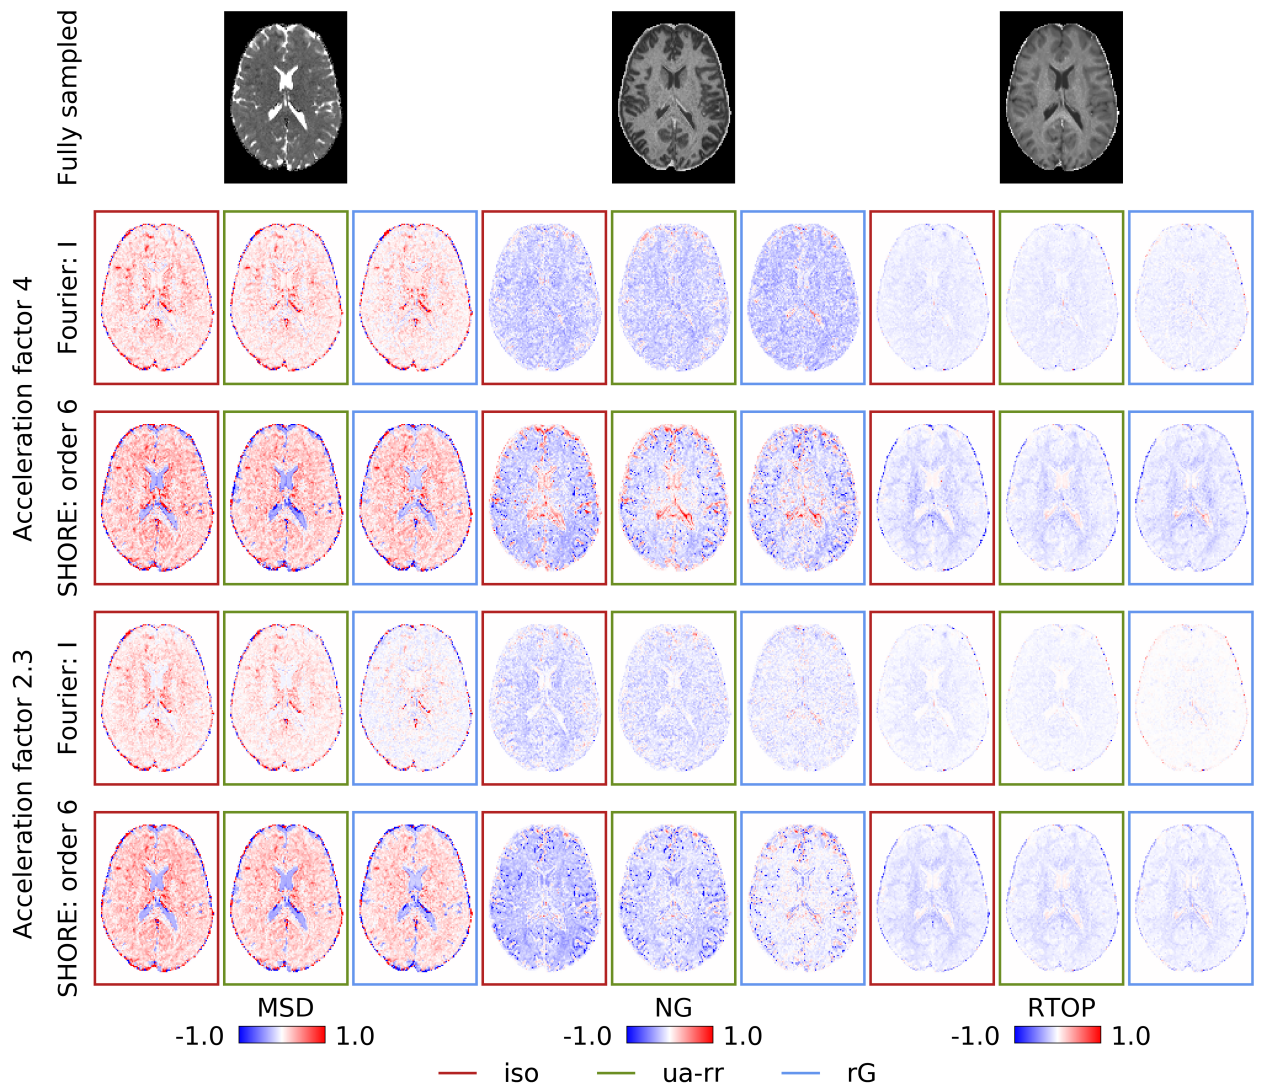 Fully sampled
Acceleration factor 4
Fourier: I
SHORE: order 6
Acceleration factor 2.3
Fourier: I
SHORE: order 6
MSD
NG
RTOP
-1.0 1.0
-1.0 1.0
-1.0 1.0
iso ua-rr rG